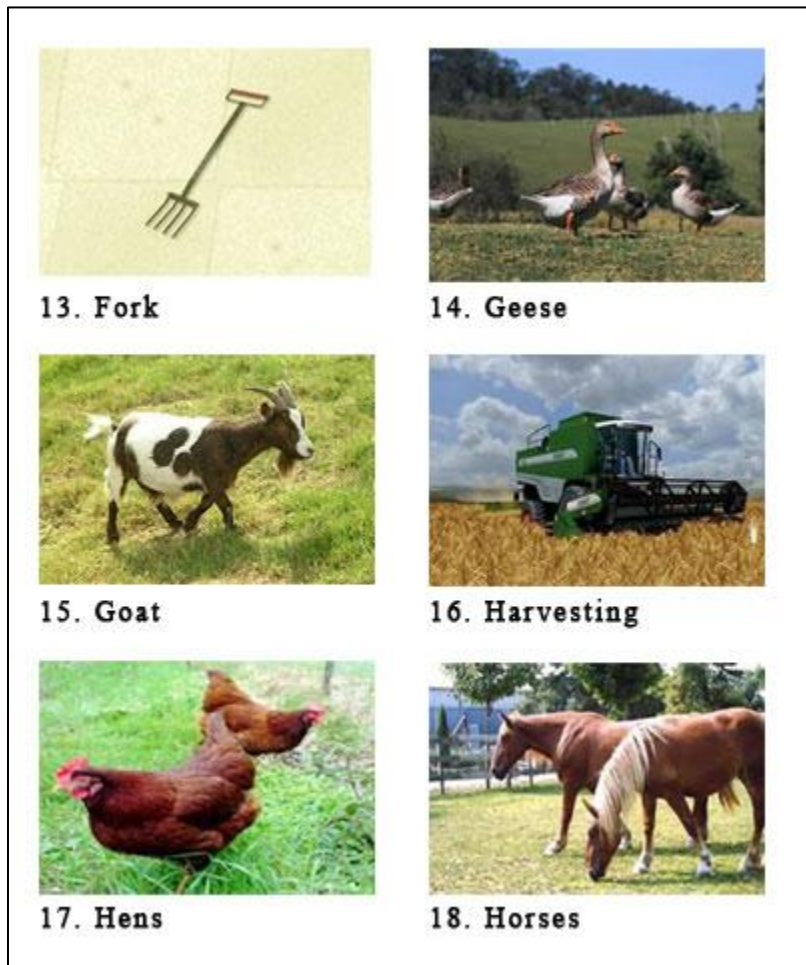 13. Fork
14. Geese
15. Goat
16. Harvesting
17. Hens
18. Horses